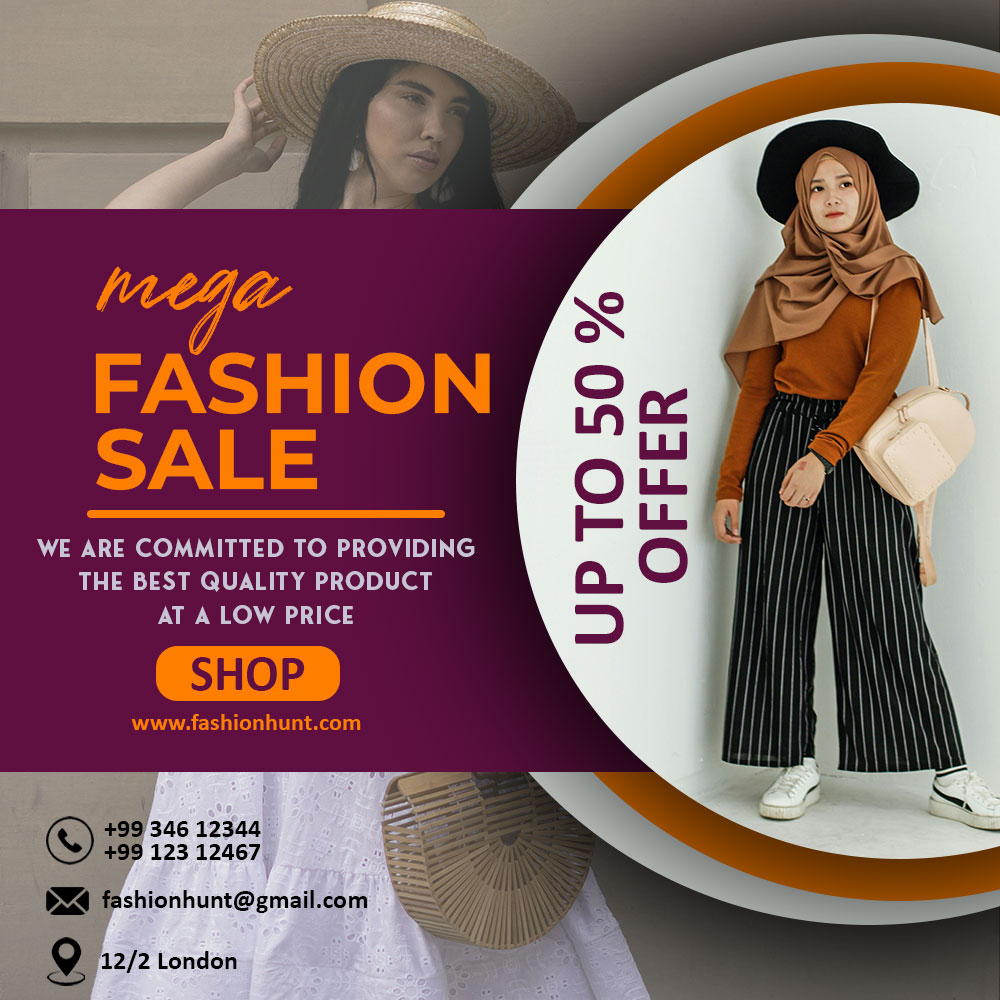 mega
FASHION
SALE
WE ARE COMMITTED TO PROVIDING
THE BEST QUALITY PRODUCT
AT A LOW PRICE
SHOP
www.fashionhunt.com
UP TO 50 %
OFFER
+99 346 12344
+99 123 12467
fashionhunt@gmail.com
12/2 London